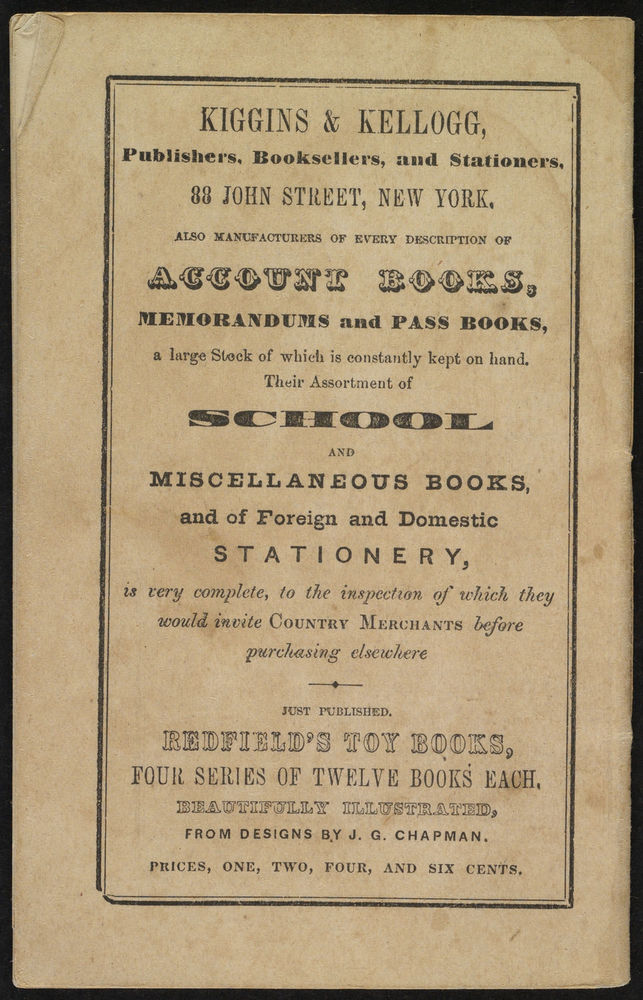 KIGGINS & KELLOGG,
Publishers, Booksellers, and Stationers,
88 JOHN STREET, NEW YORK.
ALSO MANUFACTURERS OF EVERY DESCRIPTION OF
ACCOUNT BOOKS,
MEMORANDUMS and PASS BOOKS,
a large Stock of which is constantly kept on hand.
Their Assortment of
SCHOOL
AND
MISCELLANEOUS BOOKS,
and of Foreign and Domestic
STATIONERY,
is very complete, to the inspection of which they
would invite COUNTRY MERCHANTS before
purchasing elsewhere
JUST PUBLISHED.
REDFIELD'S TOY BOOKS,
FOUR SERIES OF TWELVE BOOKS EACH,
BEAUTIFULLY ILLUSTRATED,
FROM DESIGNS BY J. G. CHAPMAN.
PRICES, ONE, TWO, FOUR, AND SIX CENTS.